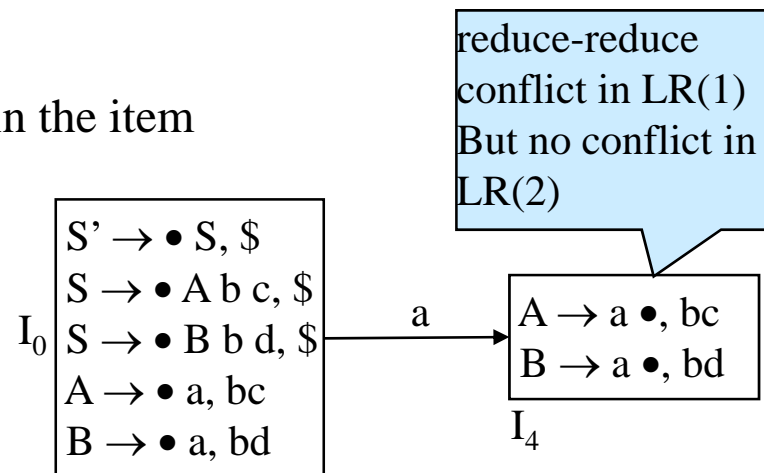 reduce-reduce
conflict in LR(1)
But no conflict in
LR(2)
in the item
S’ → • S, $
S → • A b c, $
I₀ S → • B b d, $
A → • a, bc
B → • a, bd
a
A → a •, bc
B → a •, bd
I₄